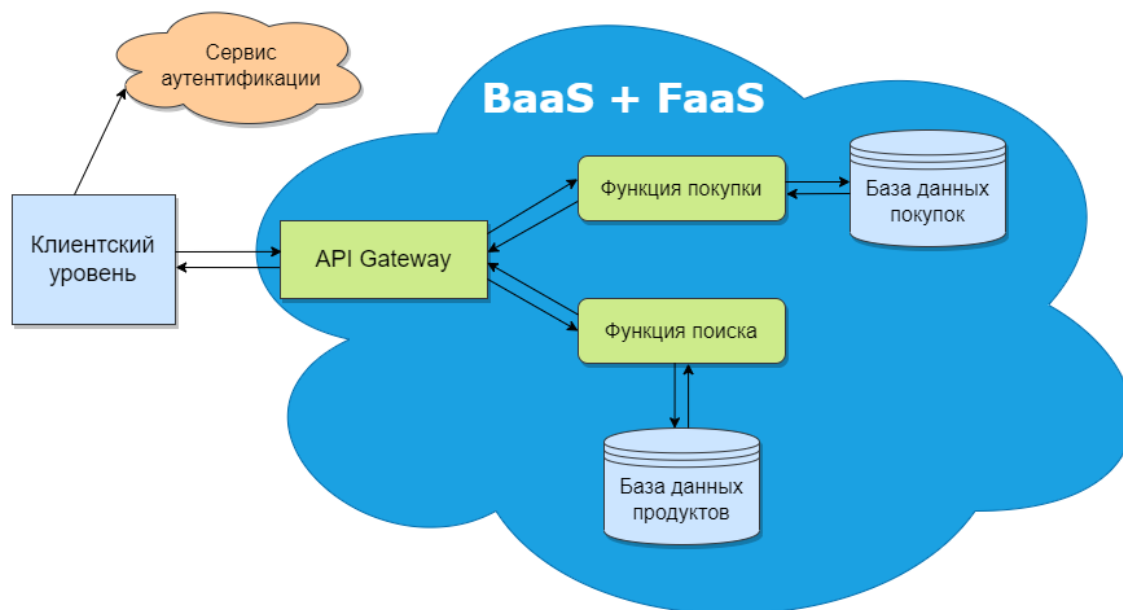 Сервис
аутентификации
BaaS + FaaS
Функция покупки
База данных
покупок
Клиентский
уровень
API Gateway
Функция поиска
База данных
продуктов